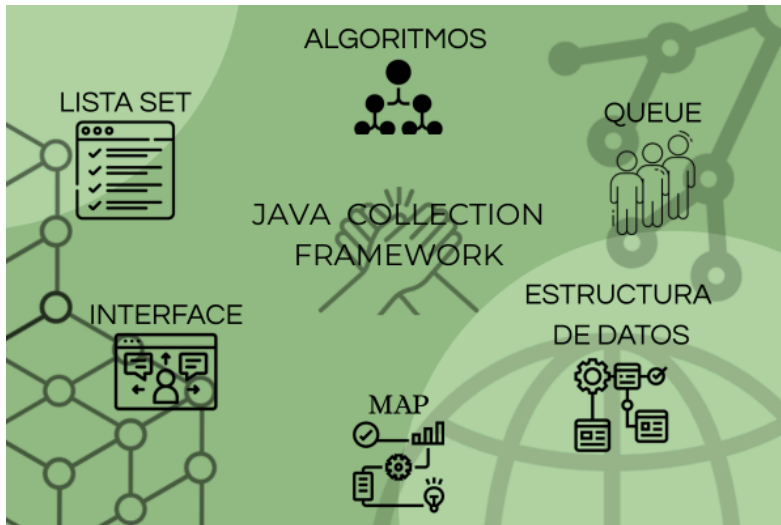 ALGORITMOS
LISTA SET
QUEUE
JAVA COLLECTION
FRAMEWORK
INTERFACE
ESTRUCTURA
DE DATOS
MAP